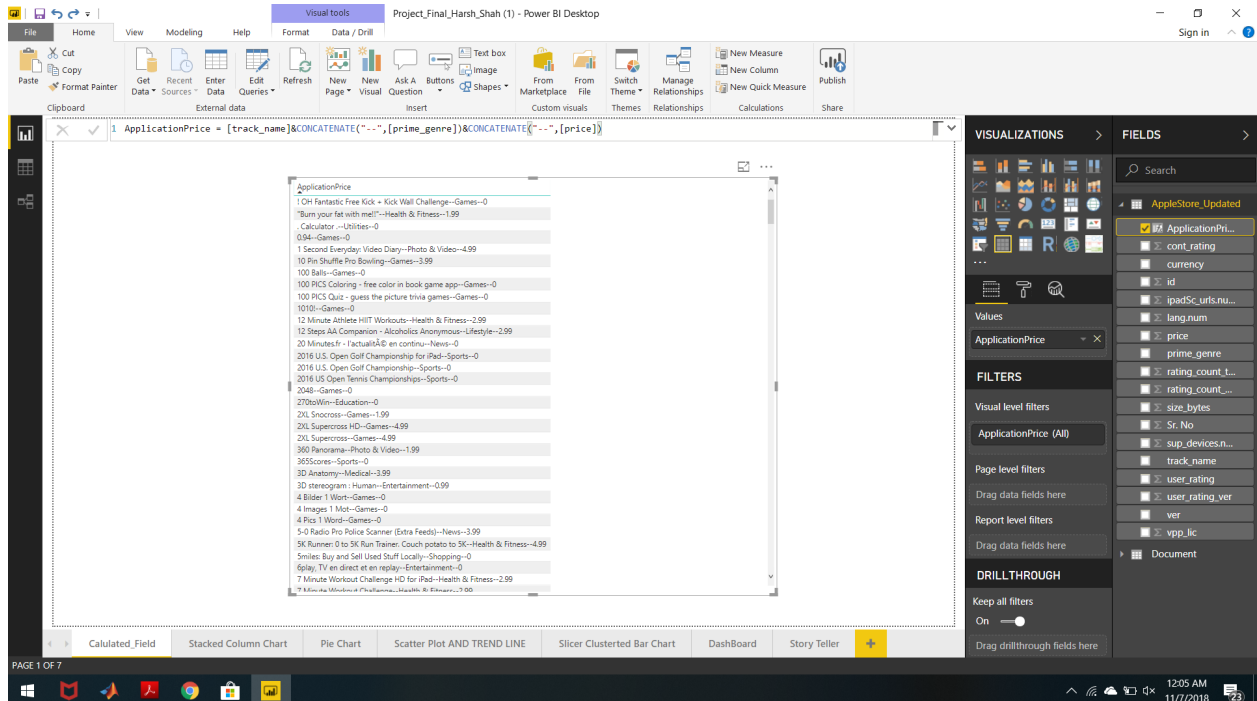 Visual tools
Project_Final_Harsh_Shah (1) - Power BI Desktop
File Home View Modeling Help Format Data / Drill
Sign in
Paste
Cut
Copy
Format Painter
Clipboard
Get Data
Recent Sources
Enter Data
Edit Queries
External data
Refresh
New Page
New Visual
Ask A Question
Buttons
Text box
Image
Shapes
Insert
From Marketplace
From File
Custom visuals
Switch Theme
Themes
Manage Relationships
Relationships
New Measure
New Column
New Quick Measure
Calculations
Publish
Share
1 ApplicationPrice = [track_name]&CONCATENATE("--",[prime_genre])&CONCATENATE("--",[price])
ApplicationPrice
! OH Fantastic Free Kick + Kick Wall Challenge--Games--0
"Burn your fat with me!!"--Health & Fitness--1.99
. Calculator .--Utilities--0
0.94--Games--0
1 Second Everyday: Video Diary--Photo & Video--4.99
10 Pin Shuffle Pro Bowling--Games--3.99
100 Balls--Games--0
100 PICS Coloring - free color in book game app--Games--0
100 PICS Quiz - guess the picture trivia games--Games--0
1010!--Games--0
12 Minute Athlete HIIT Workouts--Health & Fitness--2.99
12 Steps AA Companion - Alcoholics Anonymous--Lifestyle--2.99
20 Minutes.fr - l'actualitÃ© en continu--News--0
2016 U.S. Open Golf Championship for iPad--Sports--0
2016 U.S. Open Golf Championship--Sports--0
2016 US Open Tennis Championships--Sports--0
2048--Games--0
270toWin--Education--0
2XL Snocross--Games--1.99
2XL Supercross HD--Games--4.99
2XL Supercross--Games--4.99
360 Panorama--Photo & Video--1.99
365Scores--Sports--0
3D Anatomy--Medical--3.99
3D stereogram : Human--Entertainment--0.99
4 Bilder 1 Wort--Games--0
4 Images 1 Mot--Games--0
4 Pics 1 Word--Games--0
5-0 Radio Pro Police Scanner (Extra Feeds)--News--3.99
5K Runner: 0 to 5K Run Trainer. Couch potato to 5K--Health & Fitness--4.99
5miles: Buy and Sell Used Stuff Locally--Shopping--0
6play, TV en direct et en replay--Entertainment--0
7 Minute Workout Challenge HD for iPad--Health & Fitness--2.99
7 Minute Workout Challenge--Health & Fitness--2.99
VISUALIZATIONS
R
Values
ApplicationPrice
FILTERS
Visual level filters
ApplicationPrice (All)
Page level filters
Drag data fields here
Report level filters
Drag data fields here
DRILLTHROUGH
Keep all filters
On
Drag drillthrough fields here
FIELDS
Search
AppleStore_Updated
ApplicationPri...
cont_rating
currency
id
ipadSc_urls.nu...
lang.num
price
prime_genre
rating_count_t...
rating_count_...
size_bytes
Sr. No
sup_devices.n...
track_name
user_rating
user_rating_ver
ver
vpp_lic
Document
Calulated_Field Stacked Column Chart Pie Chart Scatter Plot AND TREND LINE Slicer Clusterted Bar Chart DashBoard Story Teller
PAGE 1 OF 7
12:05 AM
11/7/2018
23